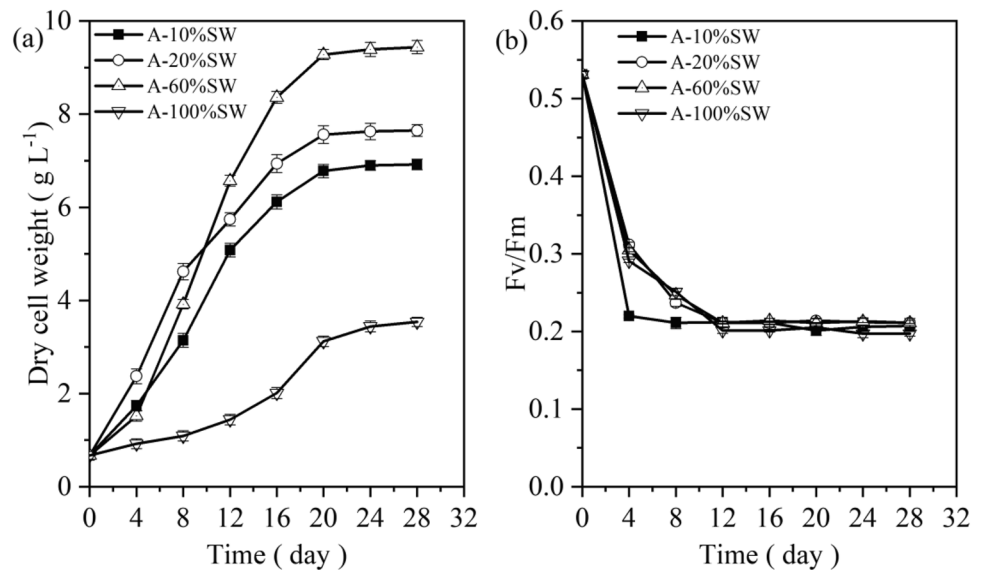 (a)
A-10%SW
A-20%SW
A-60%SW
A-100%SW
Dry cell weight ( g L⁻¹)
10
8
6
4
2
0
0 4 8 12 16 20 24 28 32
Time ( day )
(b)
A-10%SW
A-20%SW
A-60%SW
A-100%SW
Fv/Fm
0.6
0.5
0.4
0.3
0.2
0.1
0.0
0 4 8 12 16 20 24 28 32
Time ( day )